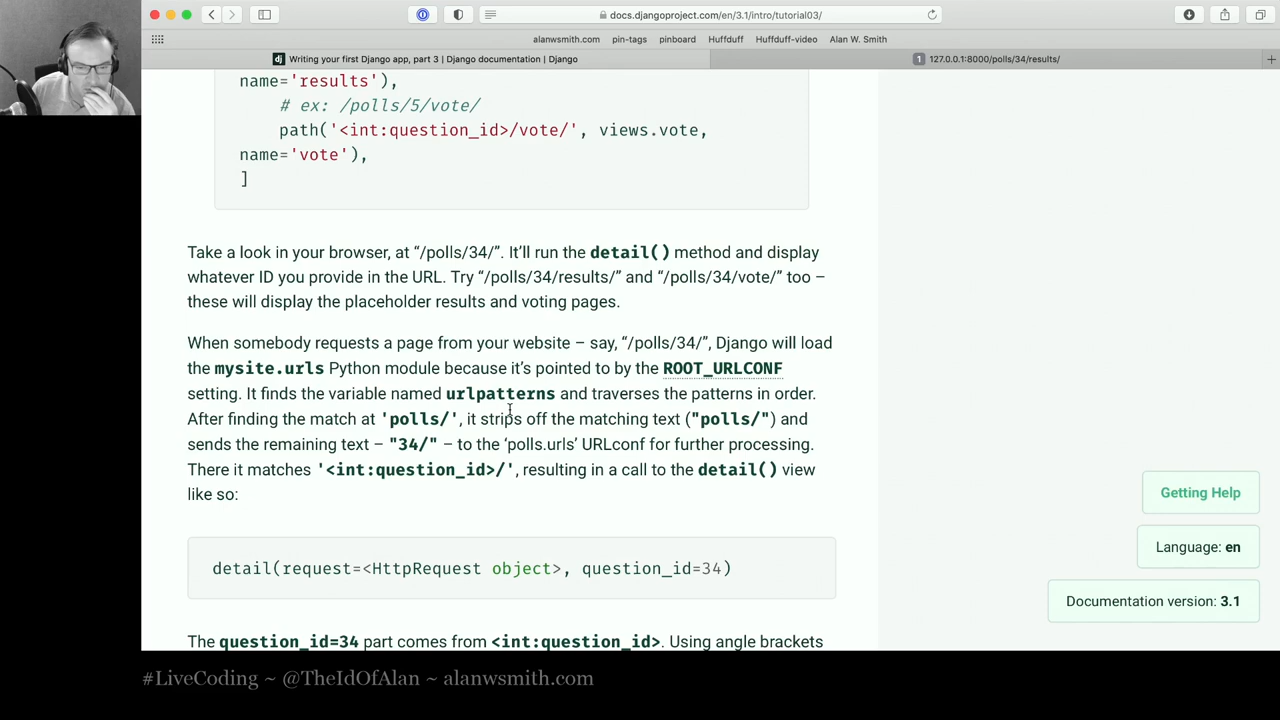 docs.djangoproject.com/en/3.1/intro/tutorial03/
alanwsmith.com pin-tags pinboard Huffduff Huffduff-video Alan W. Smith
dj Writing your first Django app, part 3 | Django documentation | Django
1 127.0.0.1:8000/polls/34/results/
name='results'),
# ex: /polls/5/vote/
path('<int:question_id>/vote/', views.vote,
name='vote'),
]
Take a look in your browser, at “/polls/34/”. It’ll run the detail() method and display
whatever ID you provide in the URL. Try “/polls/34/results/” and “/polls/34/vote/” too –
these will display the placeholder results and voting pages.
When somebody requests a page from your website – say, “/polls/34/”, Django will load
the mysite.urls Python module because it’s pointed to by the ROOT_URLCONF
setting. It finds the variable named urlpatterns and traverses the patterns in order.
After finding the match at 'polls/', it strips off the matching text ("polls/") and
sends the remaining text – "34/" – to the ‘polls.urls’ URLconf for further processing.
There it matches '<int:question_id>/', resulting in a call to the detail() view
like so:
detail(request=<HttpRequest object>, question_id=34)
The question_id=34 part comes from <int:question_id>. Using angle brackets
Getting Help
Language: en
Documentation version: 3.1
#LiveCoding ~ @TheIdOfAlan ~ alanwsmith.com